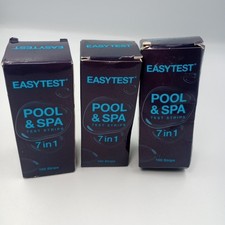 EASYTEST
POOL
& SPA
TEST STRIPS
7 in 1
EASYTEST
POOL
& SPA
TEST STRIPS
7 in 1
EASYTEST
POOL
& SPA
TEST STRIPS
7 in 1